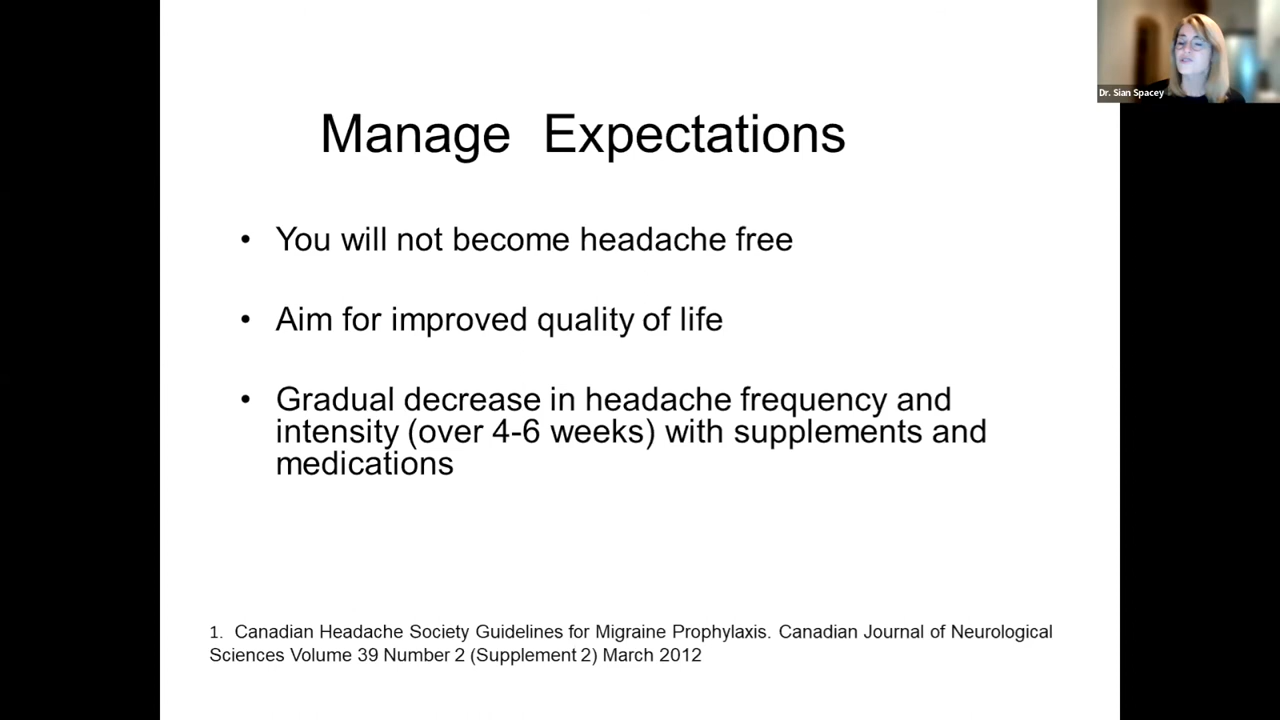 Dr. Sian Spacey
Manage Expectations
• You will not become headache free
• Aim for improved quality of life
• Gradual decrease in headache frequency and
intensity (over 4-6 weeks) with supplements and
medications
1. Canadian Headache Society Guidelines for Migraine Prophylaxis. Canadian Journal of Neurological
Sciences Volume 39 Number 2 (Supplement 2) March 2012